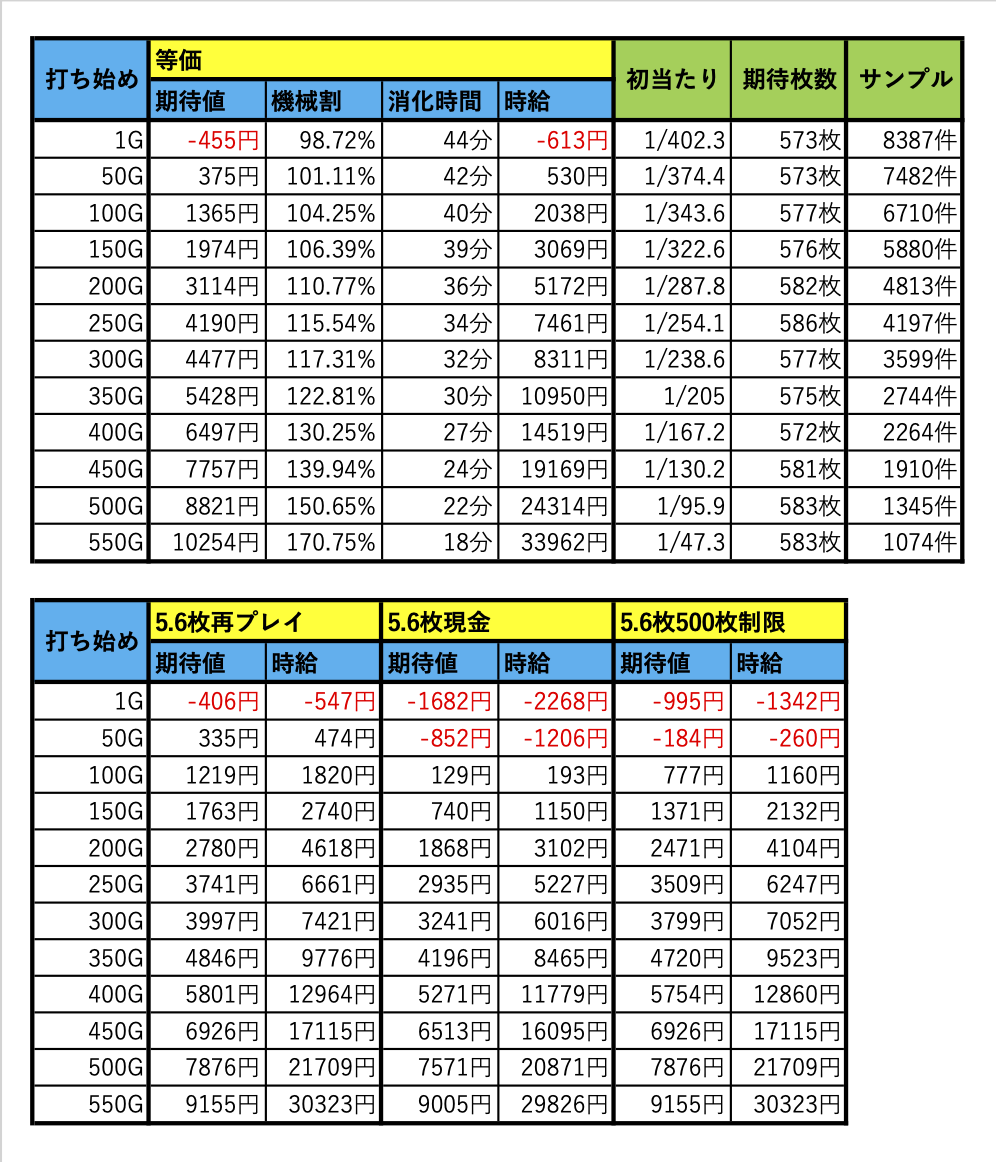 打ち始め 等価 初当たり 期待枚数 サンプル
期待値 機械割 消化時間 時給
1G -455円 98.72% 44分 -613円 1/402.3 573枚 8387件
50G 375円 101.11% 42分 530円 1/374.4 573枚 7482件
100G 1365円 104.25% 40分 2038円 1/343.6 577枚 6710件
150G 1974円 106.39% 39分 3069円 1/322.6 576枚 5880件
200G 3114円 110.77% 36分 5172円 1/287.8 582枚 4813件
250G 4190円 115.54% 34分 7461円 1/254.1 586枚 4197件
300G 4477円 117.31% 32分 8311円 1/238.6 577枚 3599件
350G 5428円 122.81% 30分 10950円 1/205 575枚 2744件
400G 6497円 130.25% 27分 14519円 1/167.2 572枚 2264件
450G 7757円 139.94% 24分 19169円 1/130.2 581枚 1910件
500G 8821円 150.65% 22分 24314円 1/95.9 583枚 1345件
550G 10254円 170.75% 18分 33962円 1/47.3 583枚 1074件
打ち始め 5.6枚再プレイ 5.6枚現金 5.6枚500枚制限
期待値 時給 期待値 時給 期待値 時給
1G -406円 -547円 -1682円 -2268円 -995円 -1342円
50G 335円 474円 -852円 -1206円 -184円 -260円
100G 1219円 1820円 129円 193円 777円 1160円
150G 1763円 2740円 740円 1150円 1371円 2132円
200G 2780円 4618円 1868円 3102円 2471円 4104円
250G 3741円 6661円 2935円 5227円 3509円 6247円
300G 3997円 7421円 3241円 6016円 3799円 7052円
350G 4846円 9776円 4196円 8465円 4720円 9523円
400G 5801円 12964円 5271円 11779円 5754円 12860円
450G 6926円 17115円 6513円 16095円 6926円 17115円
500G 7876円 21709円 7571円 20871円 7876円 21709円
550G 9155円 30323円 9005円 29826円 9155円 30323円